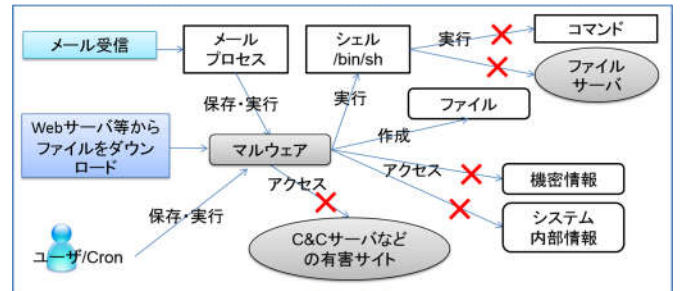 メール受信
メール
プロセス
シェル
/bin/sh
実行
コマンド
ファイル
サーバ
保存・実行
実行
ファイル
作成
Webサーバ等から
ファイルをダウン
ロード
マルウェア
アクセス
機密情報
アクセス
保存・実行
システム
内部情報
C&Cサーバなど
の有害サイト
ユーザ/Cron